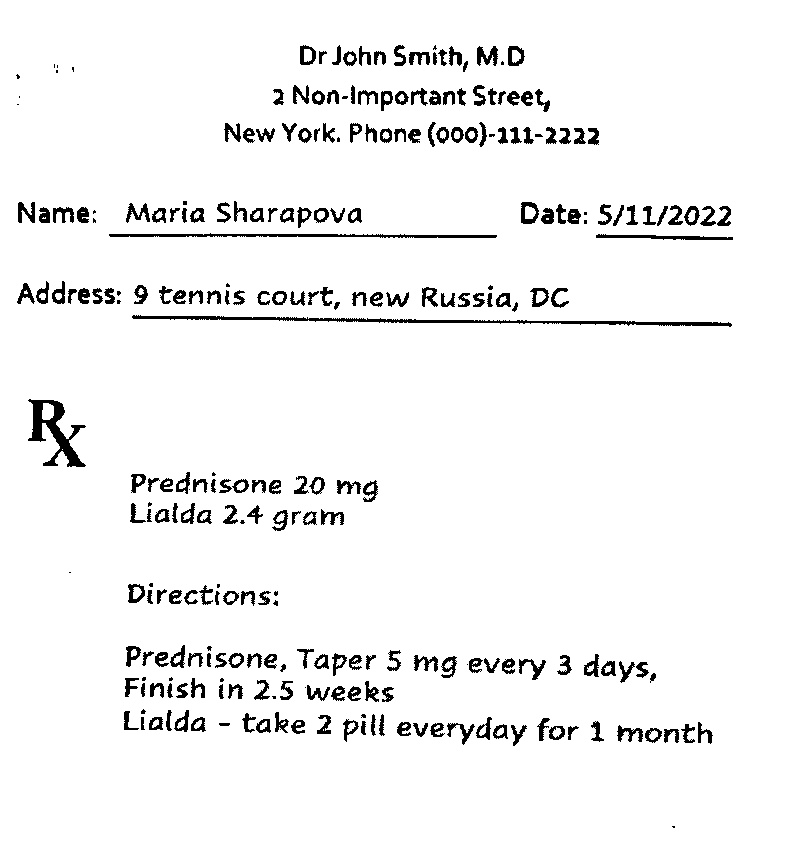 Dr John Smith, M.D
2 Non-Important Street,
New York. Phone (000)-111-2222
Name: Maria Sharapova Date: 5/11/2022
Address: 9 tennis court, new Russia, DC
Rx
Prednisone 20 mg
Lialda 2.4 gram
Directions:
Prednisone, Taper 5 mg every 3 days,
Finish in 2.5 weeks
Lialda - take 2 pill everyday for 1 month